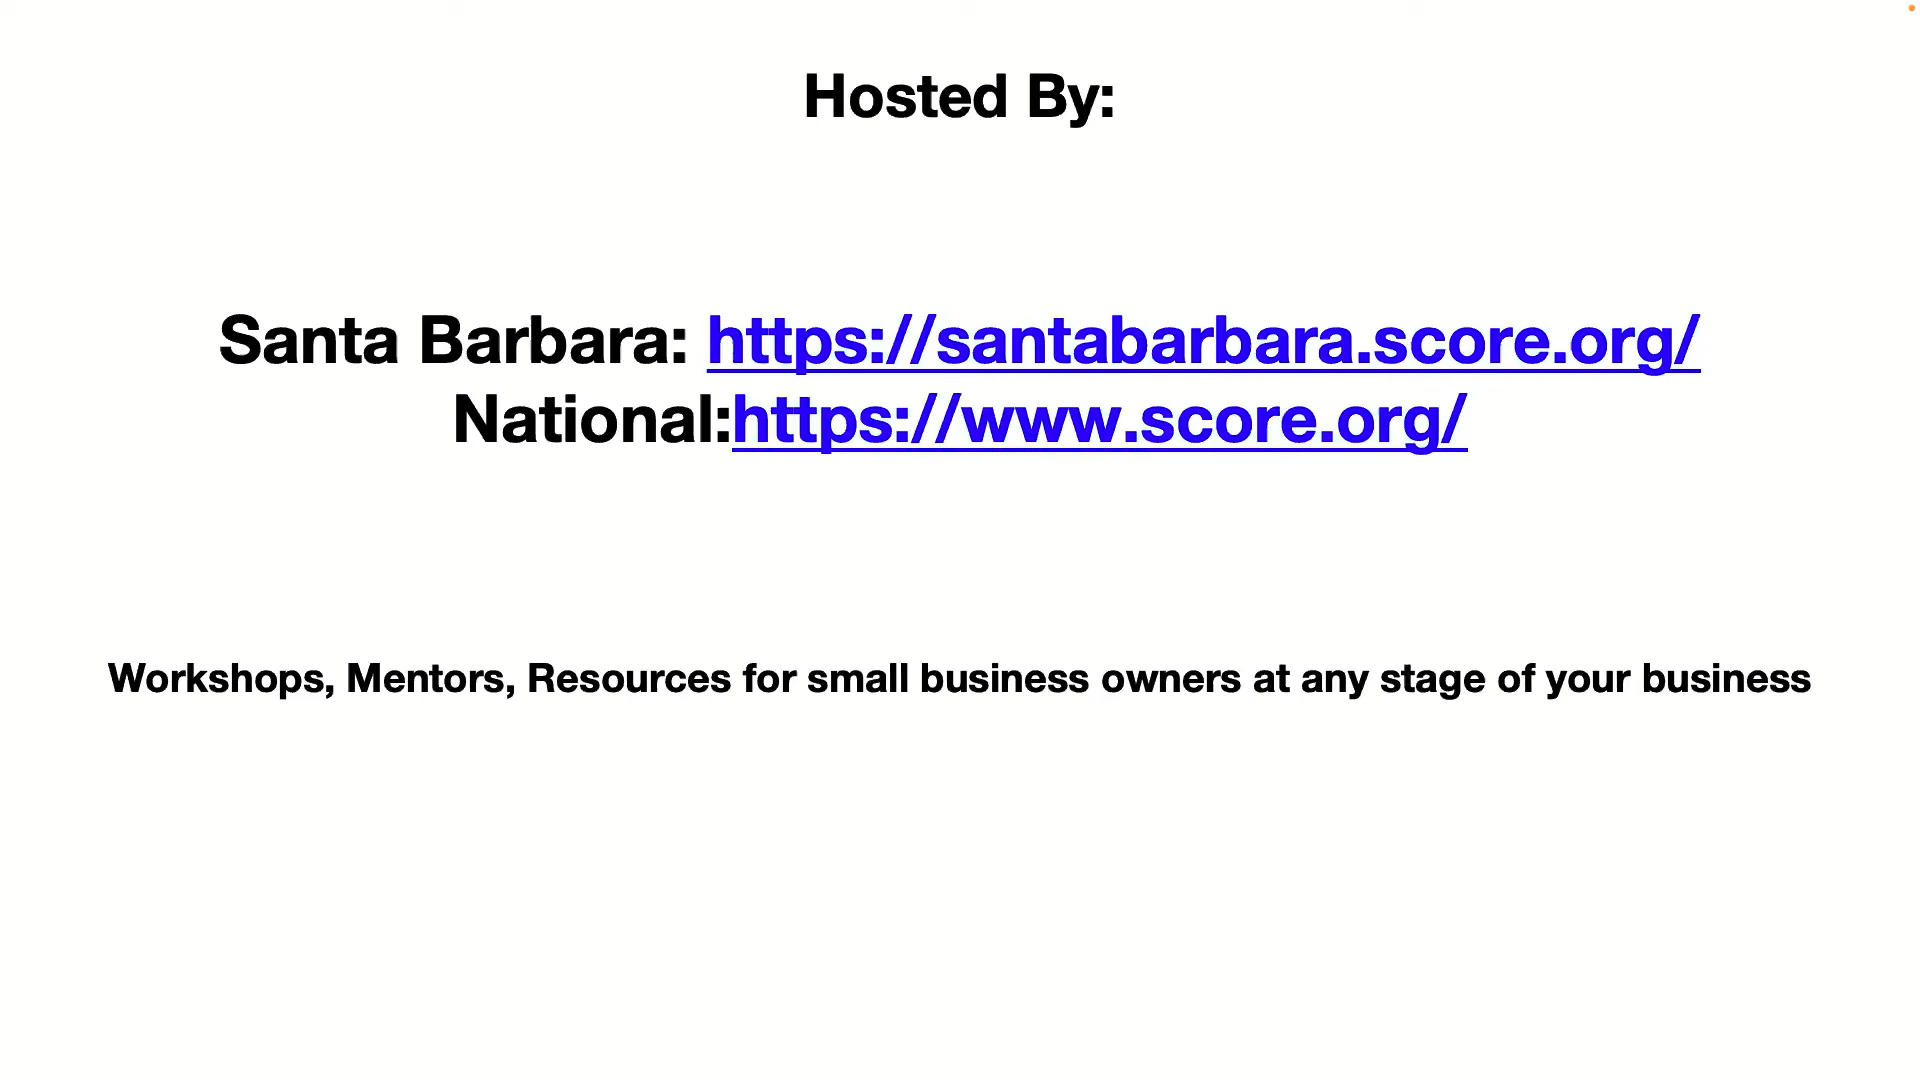 Hosted By:
Santa Barbara: https://santabarbara.score.org/
National:https://www.score.org/
Workshops, Mentors, Resources for small business owners at any stage of your business